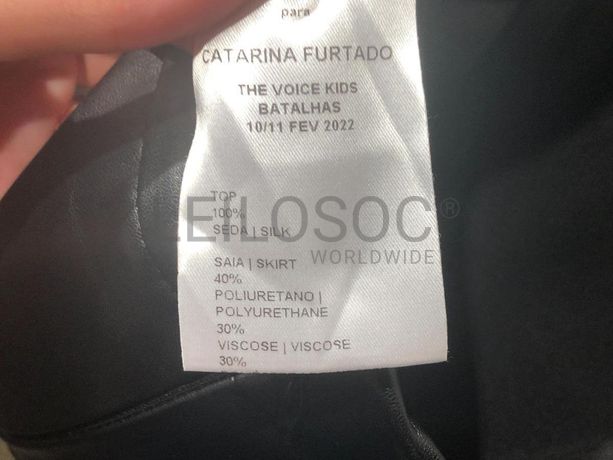 para
CATARINA FURTADO
THE VOICE KIDS
BATALHAS
10/11 FEV 2022
TOP
100%
SEDA | SILK
LEILOSOC®
WORLDWIDE
SAIA | SKIRT
40%
POLIURETANO |
POLYURETHANE
30%
VISCOSE | VISCOSE
30%